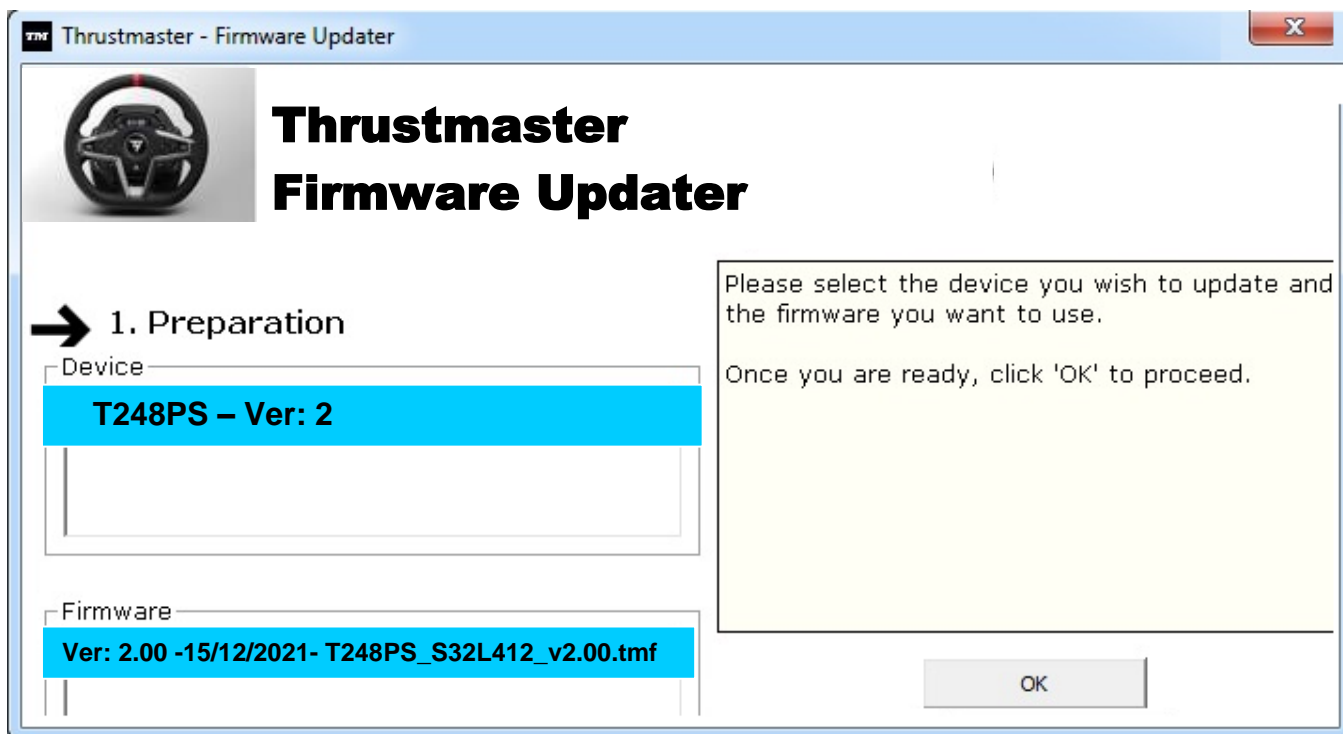 Thrustmaster - Firmware Updater
Thrustmaster
Firmware Updater
1. Preparation
Device
T248PS – Ver: 2
Firmware
Ver: 2.00 -15/12/2021- T248PS_S32L412_v2.00.tmf
Please select the device you wish to update and
the firmware you want to use.
Once you are ready, click 'OK' to proceed.
OK